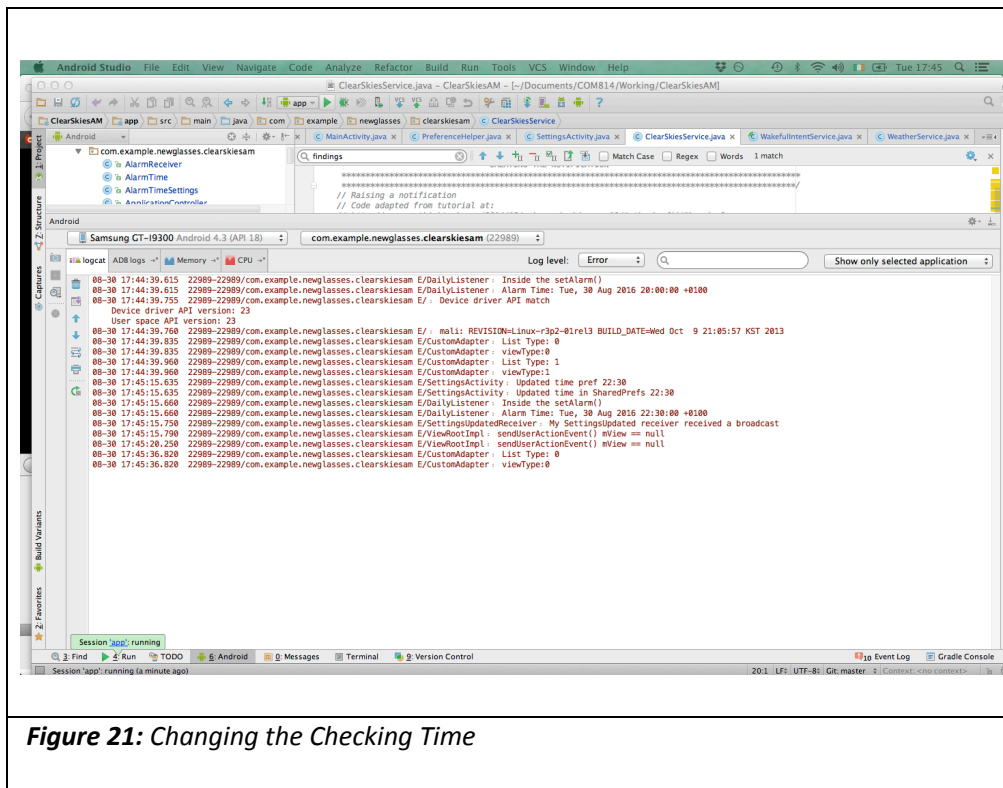 Android Studio File Edit View Navigate Code Analyze Refactor Build Run Tools VCS Window Help Tue 17:45
ClearSkiesService.java – ClearSkiesAM – [~/Documents/COM814/Working/ClearSkiesAM]
app
ClearSkiesAM app src main java com example newglasses clearskiesam ClearSkiesService
Android MainActivity.java PreferenceHelper.java SettingsActivity.java ClearSkiesService.java WakefulIntentService.java WeatherService.java
com.example.newglasses.clearskiesam findings Match Case Regex Words 1 match
AlarmReceiver
AlarmTime
AlarmTimeSettings // Raising a notification
ApplicationController // Code adapted from tutorial at:
Android
Samsung GT-I9300 Android 4.3 (API 18) com.example.newglasses.clearskiesam (22989)
logcat ADB logs Memory CPU Log level: Error Show only selected application
08-30 17:44:39.615 22989-22989/com.example.newglasses.clearskiesam E/DailyListener: Inside the setAlarm()
08-30 17:44:39.615 22989-22989/com.example.newglasses.clearskiesam E/DailyListener: Alarm Time: Tue, 30 Aug 2016 20:00:00 +0100
08-30 17:44:39.755 22989-22989/com.example.newglasses.clearskiesam E/: Device driver API match
Device driver API version: 23
User space API version: 23
08-30 17:44:39.760 22989-22989/com.example.newglasses.clearskiesam E/: mali: REVISION=Linux-r3p2-01rel3 BUILD_DATE=Wed Oct 9 21:05:57 KST 2013
08-30 17:44:39.835 22989-22989/com.example.newglasses.clearskiesam E/CustomAdapter: List Type: 0
08-30 17:44:39.835 22989-22989/com.example.newglasses.clearskiesam E/CustomAdapter: viewType:0
08-30 17:44:39.960 22989-22989/com.example.newglasses.clearskiesam E/CustomAdapter: List Type: 1
08-30 17:44:39.960 22989-22989/com.example.newglasses.clearskiesam E/CustomAdapter: viewType:1
08-30 17:45:15.635 22989-22989/com.example.newglasses.clearskiesam E/SettingsActivity: Updated time pref 22:30
08-30 17:45:15.635 22989-22989/com.example.newglasses.clearskiesam E/SettingsActivity: Updated time in SharedPrefs 22:30
08-30 17:45:15.660 22989-22989/com.example.newglasses.clearskiesam E/DailyListener: Inside the setAlarm()
08-30 17:45:15.660 22989-22989/com.example.newglasses.clearskiesam E/DailyListener: Alarm Time: Tue, 30 Aug 2016 22:30:00 +0100
08-30 17:45:15.750 22989-22989/com.example.newglasses.clearskiesam E/SettingsUpdatedReceiver: My SettingsUpdated receiver received a broadcast
08-30 17:45:15.790 22989-22989/com.example.newglasses.clearskiesam E/ViewRootImpl: sendUserActionEvent() mView == null
08-30 17:45:20.250 22989-22989/com.example.newglasses.clearskiesam E/ViewRootImpl: sendUserActionEvent() mView == null
08-30 17:45:36.820 22989-22989/com.example.newglasses.clearskiesam E/CustomAdapter: List Type: 0
08-30 17:45:36.820 22989-22989/com.example.newglasses.clearskiesam E/CustomAdapter: viewType:0
1: Project
Z: Structure
Captures
Build Variants
2: Favorites
Session 'app': running
3: Find 4: Run TODO 6: Android 0: Messages Terminal 9: Version Control 10 Event Log Gradle Console
Session 'app': running (a minute ago) 20:1 LF÷ UTF-8÷ Git: master Context: <no context>
Figure 21: Changing the Checking Time